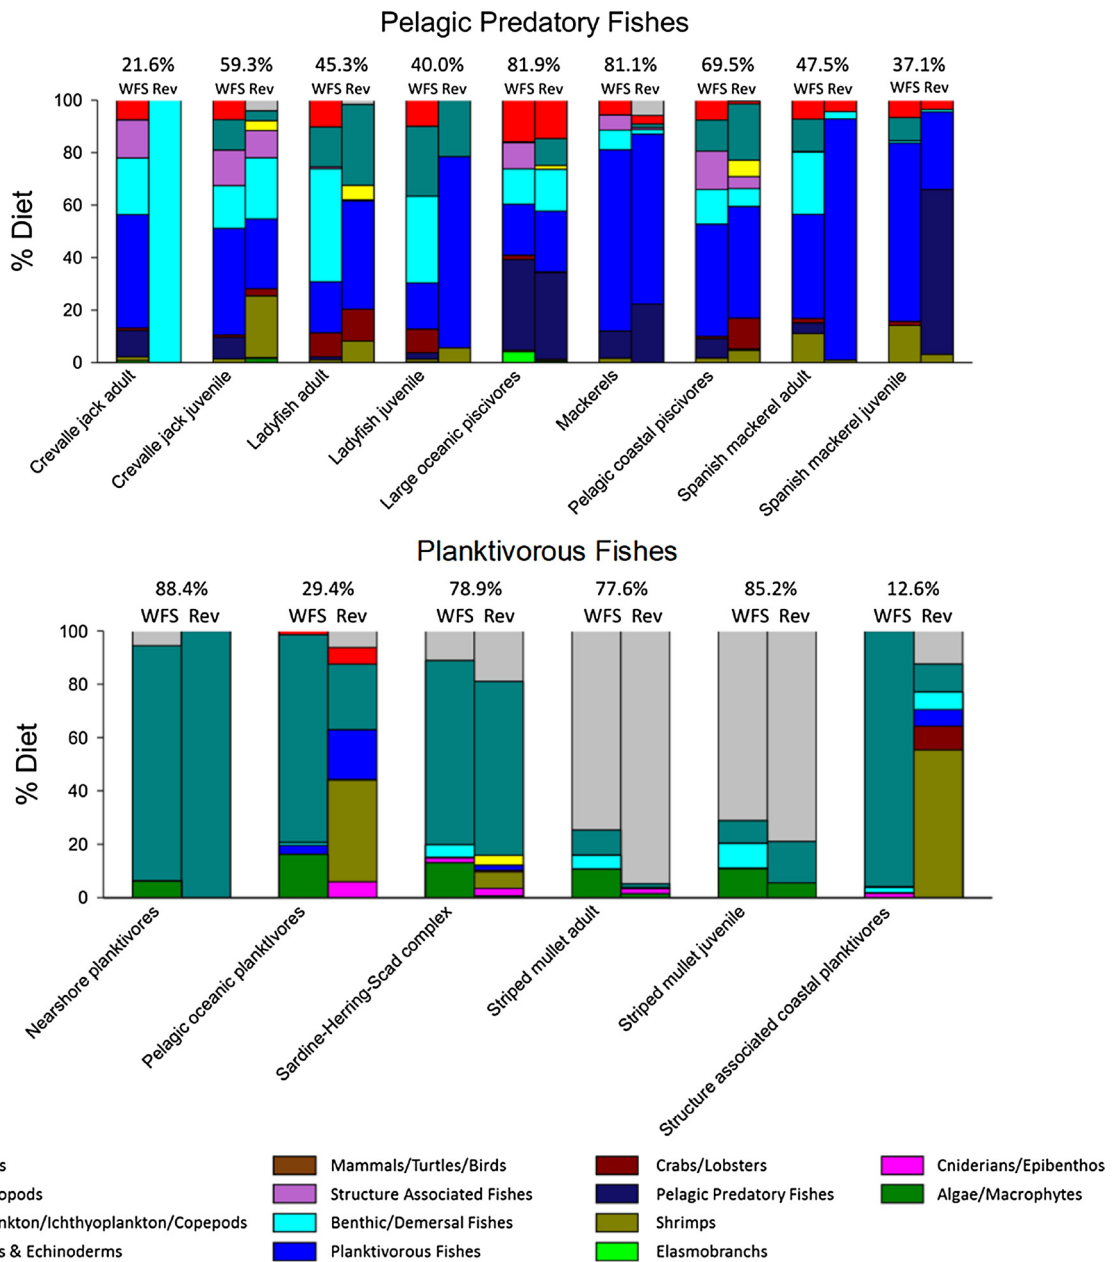 Pelagic Predatory Fishes
21.6% 59.3% 45.3% 40.0% 81.9% 81.1% 69.5% 47.5% 37.1%
WFS Rev WFS Rev WFS Rev WFS Rev WFS Rev WFS Rev WFS Rev WFS Rev WFS Rev
100
80
60
40
20
0
% Diet
Crevalle jack adult
Crevalle jack juvenile
Ladyfish adult
Ladyfish juvenile
Large oceanic piscivores
Mackerels
Pelagic coastal piscivores
Spanish mackerel adult
Spanish mackerel juvenile
Planktivorous Fishes
88.4% 29.4% 78.9% 77.6% 85.2% 12.6%
WFS Rev WFS Rev WFS Rev WFS Rev WFS Rev WFS Rev
100
80
60
40
20
0
% Diet
Nearshore planktivores
Pelagic oceanic planktivores
Sardine-Herring-Scad complex
Striped mullet adult
Striped mullet juvenile
Structure associated coastal planktivores
s Mammals/Turtles/Birds Crabs/Lobsters Cniderians/Epibenthos
opods Structure Associated Fishes Pelagic Predatory Fishes Algae/Macrophytes
nkton/Ichthyoplankton/Copepods Benthic/Demersal Fishes Shrimps
s & Echinoderms Planktivorous Fishes Elasmobranchs